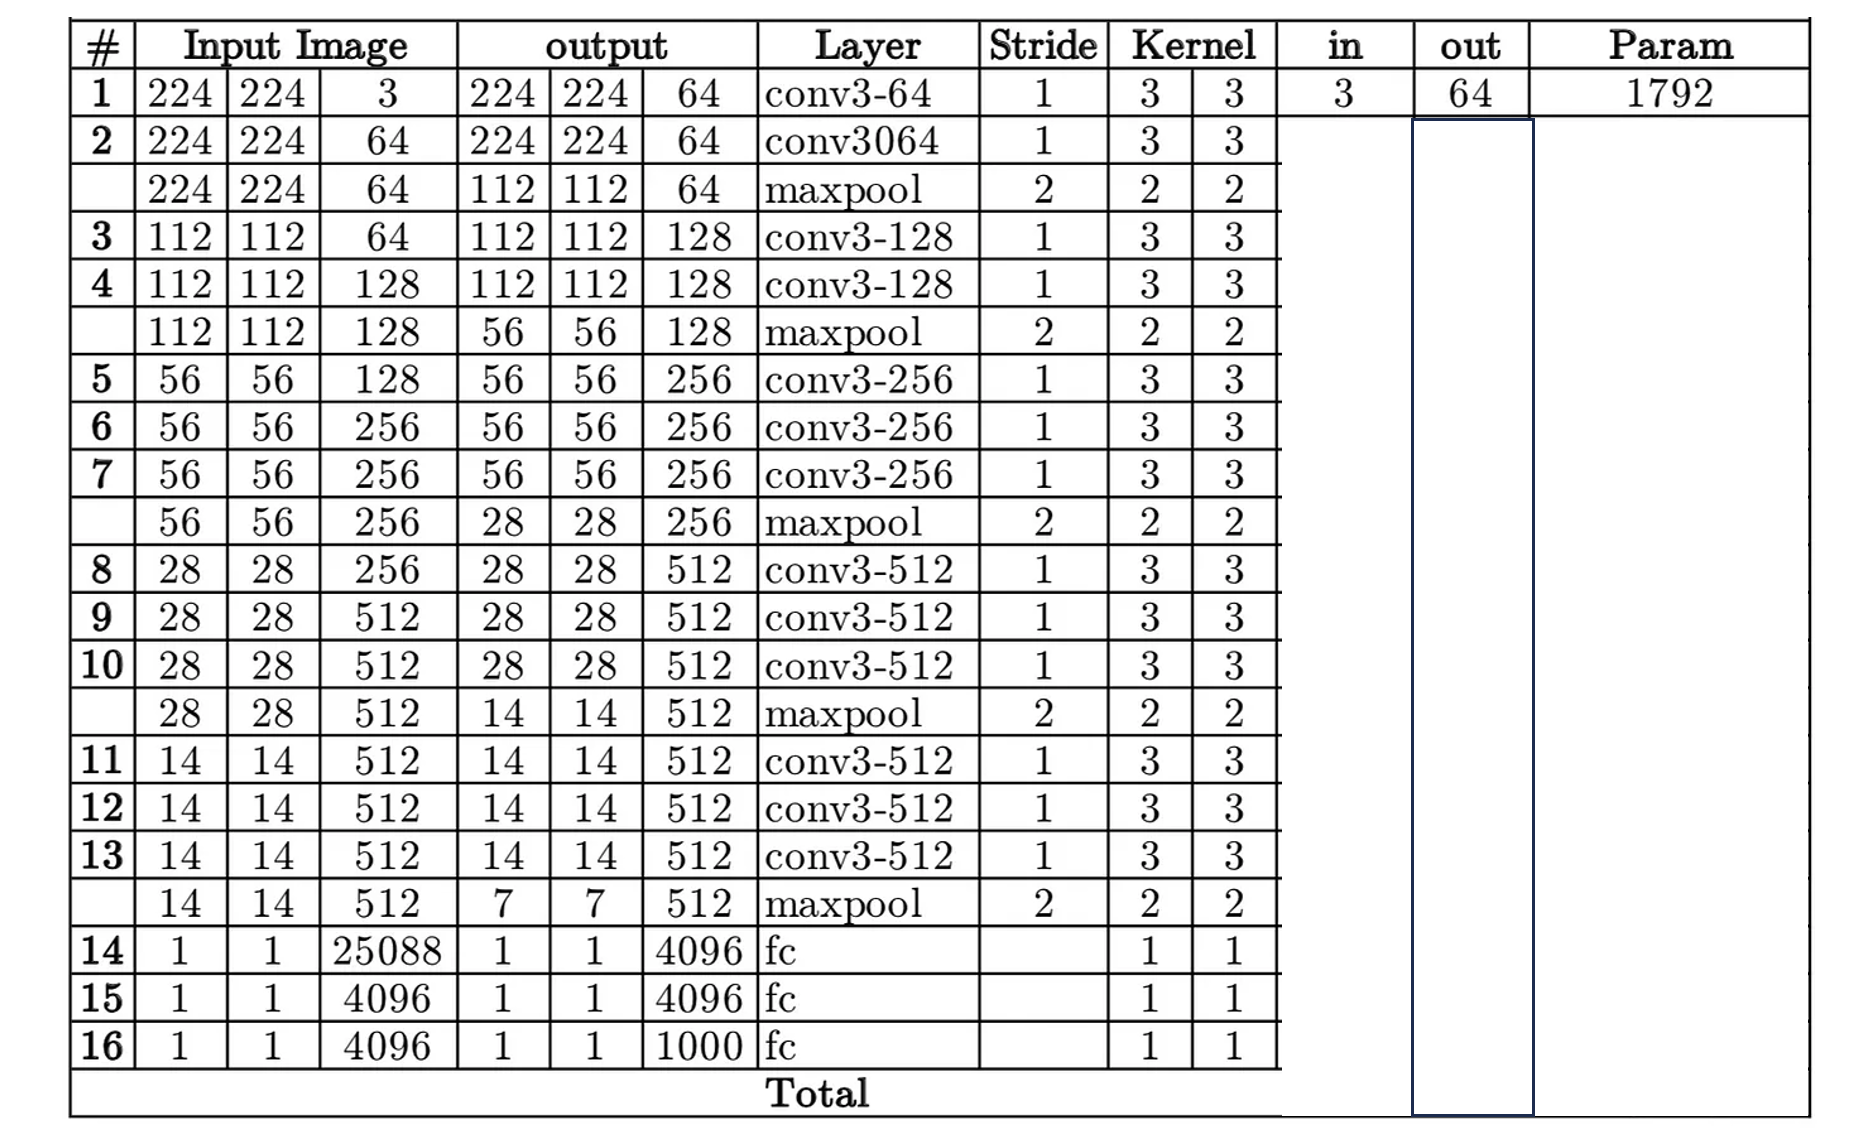 # Input Image output Layer Stride Kernel in out Param
1 224 224 3 224 224 64 conv3-64 1 3 3 3 64 1792
2 224 224 64 224 224 64 conv3064 1 3 3
224 224 64 112 112 64 maxpool 2 2 2
3 112 112 64 112 112 128 conv3-128 1 3 3
4 112 112 128 112 112 128 conv3-128 1 3 3
112 112 128 56 56 128 maxpool 2 2 2
5 56 56 128 56 56 256 conv3-256 1 3 3
6 56 56 256 56 56 256 conv3-256 1 3 3
7 56 56 256 56 56 256 conv3-256 1 3 3
56 56 256 28 28 256 maxpool 2 2 2
8 28 28 256 28 28 512 conv3-512 1 3 3
9 28 28 512 28 28 512 conv3-512 1 3 3
10 28 28 512 28 28 512 conv3-512 1 3 3
28 28 512 14 14 512 maxpool 2 2 2
11 14 14 512 14 14 512 conv3-512 1 3 3
12 14 14 512 14 14 512 conv3-512 1 3 3
13 14 14 512 14 14 512 conv3-512 1 3 3
14 14 512 7 7 512 maxpool 2 2 2
14 1 1 25088 1 1 4096 fc 1 1
15 1 1 4096 1 1 4096 fc 1 1
16 1 1 4096 1 1 1000 fc 1 1
Total